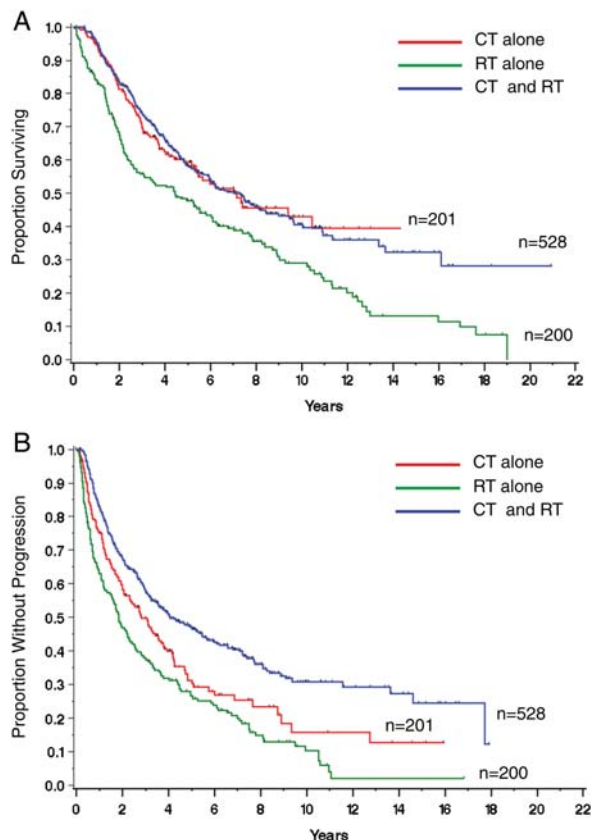 A
CT alone
RT alone
CT and RT
Proportion Surviving
1.0
0.9
0.8
0.7
0.6
0.5
0.4
0.3
0.2
0.1
0.0
n=201
n=528
n=200
0 2 4 6 8 10 12 14 16 18 20 22
Years
B
CT alone
RT alone
CT and RT
Proportion Without Progression
1.0
0.9
0.8
0.7
0.6
0.5
0.4
0.3
0.2
0.1
0.0
n=201
n=528
n=200
0 2 4 6 8 10 12 14 16 18 20 22
Years